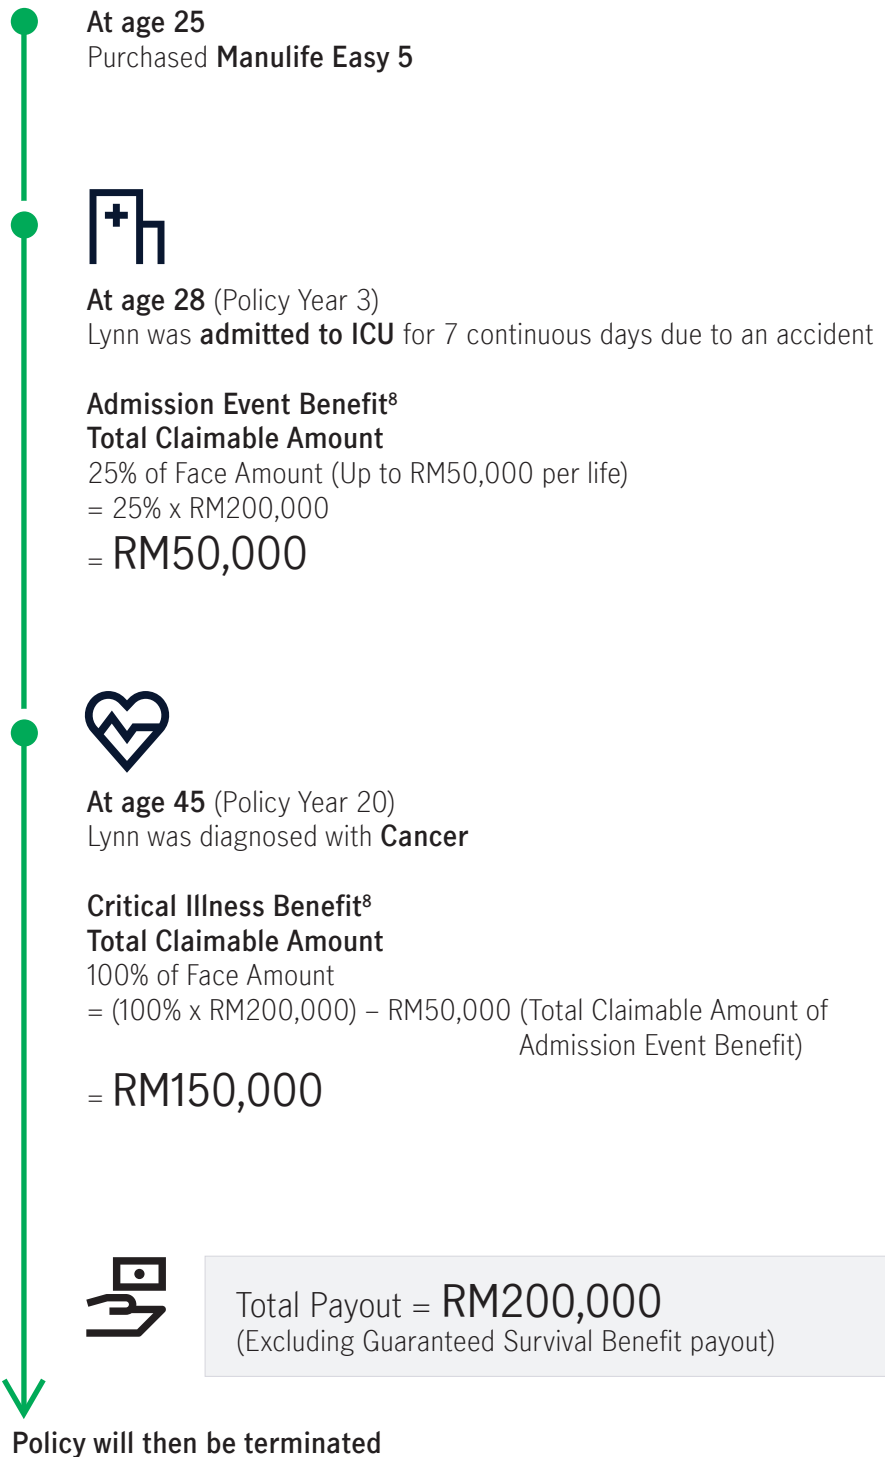 At age 25
Purchased Manulife Easy 5
At age 28 (Policy Year 3)
Lynn was admitted to ICU for 7 continuous days due to an accident
Admission Event Benefit⁸
Total Claimable Amount
25% of Face Amount (Up to RM50,000 per life)
= 25% x RM200,000
= RM50,000
At age 45 (Policy Year 20)
Lynn was diagnosed with Cancer
Critical Illness Benefit⁸
Total Claimable Amount
100% of Face Amount
= (100% x RM200,000) – RM50,000 (Total Claimable Amount of
Admission Event Benefit)
= RM150,000
Total Payout = RM200,000
(Excluding Guaranteed Survival Benefit payout)
Policy will then be terminated